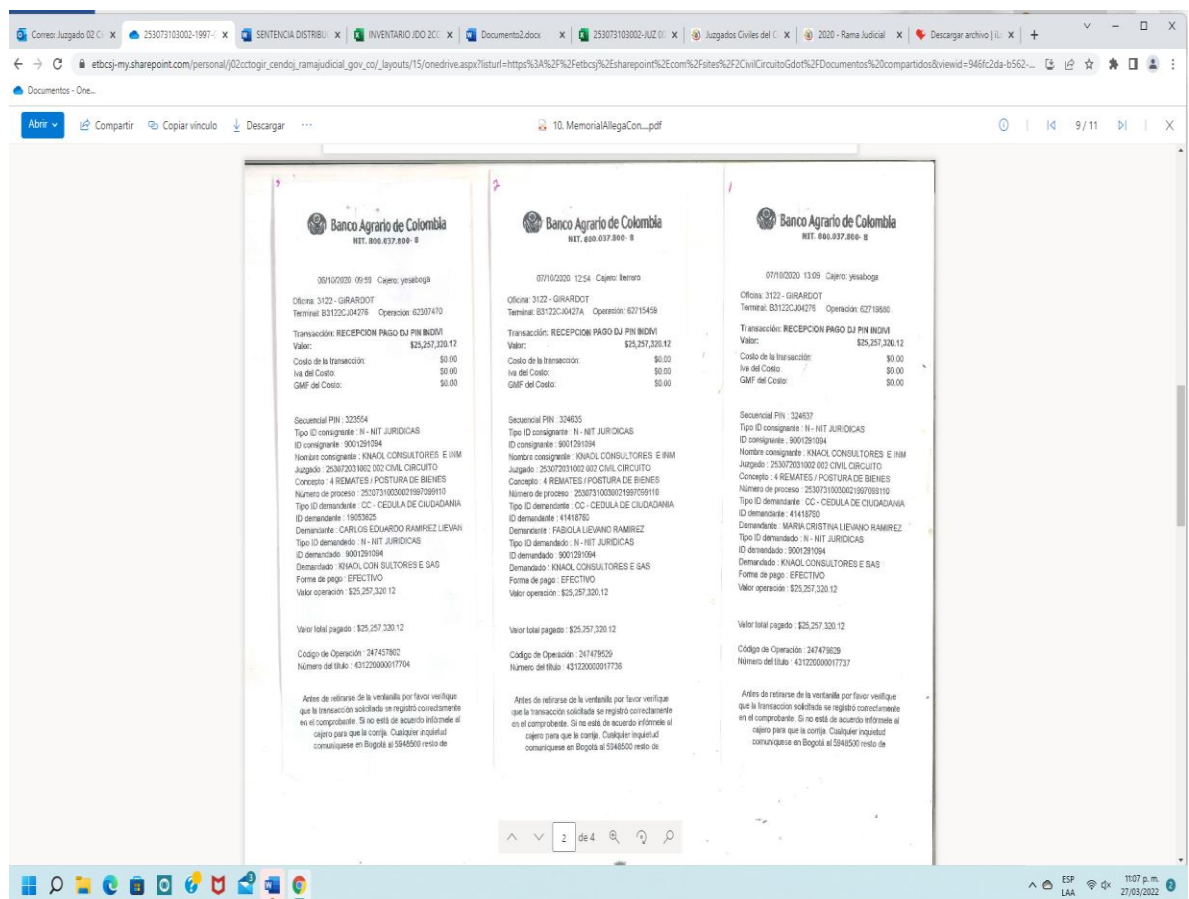 Correo: Juzgado 02 Ci
253073103002-1997-
SENTENCIA DISTRIBU
INVENTARIO JDO 2CC
Documento2.docx
253073103002-JUZ 0
Juzgados Civiles del C
2020 - Rama Judicial
Descargar archivo | iL
etbcsj-my.sharepoint.com/personal/j02cctogir_cendoj_ramajudicial_gov_co/_layouts/15/onedrive.aspx?listurl=https%3A%2F%2Fetbcsj%2Esharepoint%2Ecom%2Fsites%2F2CivilCircuitoGdot%2FDocumentos%20compartidos&viewid=946fc2da-b562-...
Documentos - One...
Abrir
Compartir
Copiar vínculo
Descargar
10. MemorialAllegaCon....pdf
9 / 11
3
Banco Agrario de Colombia
NIT. 800.037.800- 8
06/10/2020 09:59 Cajero: yesaboga
Oficina: 3122 - GIRARDOT
Terminal: B3122CJ04276 Operacion: 62307470
Transacción: RECEPCION PAGO DJ PIN INDIVI
Valor: $25,257,320.12
Costo de la transacción: $0.00
Iva del Costo: $0.00
GMF del Costo: $0.00
Secuencial PIN : 323554
Tipo ID consignante : N - NIT JURIDICAS
ID consignante : 9001291094
Nombre consignante : KNAOL CONSULTORES E INM
Juzgado : 253072031002 002 CIVIL CIRCUITO
Concepto : 4 REMATES / POSTURA DE BIENES
Número de proceso : 2530731030021997099110
Tipo ID demandante : CC - CEDULA DE CIUDADANIA
ID demandante : 19053625
Demandante : CARLOS EDUARDO RAMIREZ LIEVAN
Tipo ID demandado : N - NIT JURIDICAS
ID demandado : 9001291094
Demandado : KNAOL CON SULTORES E SAS
Forma de pago : EFECTIVO
Valor operación : $25,257,320.12
Valor total pagado : $25,257,320.12
Código de Operación : 247457802
Número del título : 431220000017704
Antes de retirarse de la ventanilla por favor verifique
que la transacción solicitada se registró correctamente
en el comprobante. Si no está de acuerdo infórmele al
cajero para que la corrija. Cualquier inquietud
comuniquese en Bogotá al 5948500 resto de
2
Banco Agrario de Colombia
NIT. 800.037.800- 8
07/10/2020 12:54 Cajero:
Oficina: 3122 - GIRARDOT
Terminal: B3122CJ0427A Operación: 62715459
Transacción: RECEPCION PAGO DJ PIN INDIVI
Valor: $25,257,320.12
Costo de la transacción: $0.00
Iva del Costo: $0.00
GMF del Costo: $0.00
Secuencial PIN : 324635
Tipo ID consignante : N - NIT JURIDICAS
ID consignante : 9001291094
Nombre consignante : KNAOL CONSULTORES E INM
Juzgado : 253072031002 002 CIVIL CIRCUITO
Concepto : 4 REMATES / POSTURA DE BIENES
Número de proceso : 2530731030021997099110
Tipo ID demandante : CC - CEDULA DE CIUDADANIA
ID demandante : 41418760
Demandante : FABIOLA LIEVANO RAMIREZ
Tipo ID demandado : N - NIT JURIDICAS
ID demandado : 9001291094
Demandado : KNAOL CONSULTORES E SAS
Forma de pago : EFECTIVO
Valor operación : $25,257,320.12
Valor total pagado : $25,257,320.12
Código de Operación : 247479529
Número del título : 431220000017736
Antes de retirarse de la ventanilla por favor verifique
que la transacción solicitada se registró correctamente
en el comprobante. Si no está de acuerdo infórmele al
cajero para que la corrija. Cualquier inquietud
comuniquese en Bogotá al 5948500 resto de
1
Banco Agrario de Colombia
NIT. 800.037.800- 8
07/10/2020 13:09 Cajero: yesaboga
Oficina: 3122 - GIRARDOT
Terminal: B3122CJ04276 Operación: 62719880
Transacción: RECEPCION PAGO DJ PIN INDIVI
Valor: $25,257,320.12
Costo de la transacción: $0.00
Iva del Costo: $0.00
GMF del Costo: $0.00
Secuencial PIN : 324637
Tipo ID consignante : N - NIT JURIDICAS
ID consignante : 9001291094
Nombre consignante : KNAOL CONSULTORES E INM
Juzgado : 253072031002 002 CIVIL CIRCUITO
Concepto : 4 REMATES / POSTURA DE BIENES
Número de proceso : 2530731030021997099110
Tipo ID demandante : CC - CEDULA DE CIUDADANIA
ID demandante : 41418780
Demandante : MARIA CRISTINA LIEVANO RAMIREZ
Tipo ID demandado : N - NIT JURIDICAS
ID demandado : 9001291094
Demandado : KNAOL CONSULTORES E SAS
Forma de pago : EFECTIVO
Valor operación : $25,257,320.12
Valor total pagado : $25,257,320.12
Código de Operación : 247479629
Número del título : 431220000017737
Antes de retirarse de la ventanilla por favor verifique
que la transaccion solicitada se registró correctamente
en el comprobante. Si no está de acuerdo infórmele al
cajero para que la corrija. Cualquier inquietud
comuniquese en Bogotá al 5948500 resto de
2 de 4
ESP
LAA
11:07 p. m.
27/03/2022
2